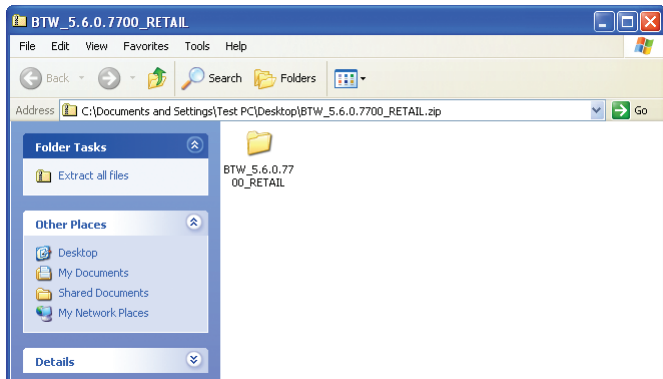 BTW_5.6.0.7700_RETAIL
File Edit View Favorites Tools Help
Back Search Folders
Address C:\Documents and Settings\Test PC\Desktop\BTW_5.6.0.7700_RETAIL.zip Go
Folder Tasks
Extract all files
Other Places
Desktop
My Documents
Shared Documents
My Network Places
Details
BTW_5.6.0.77
00_RETAIL